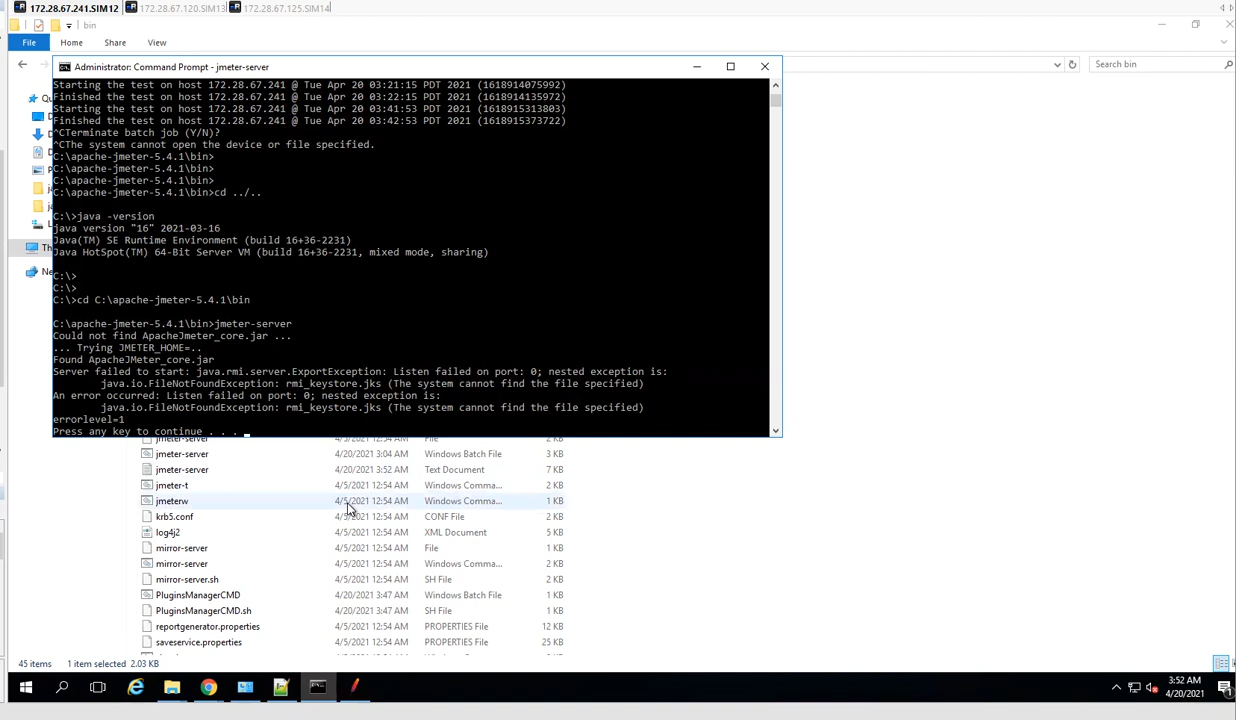 172.28.67.241.SIM12 172.28.67.120.SIM13 172.28.67.125.SIM14
bin
File Home Share View
Search bin
Administrator: Command Prompt - jmeter-server
Starting the test on host 172.28.67.241 @ Tue Apr 20 03:21:15 PDT 2021 (1618914075992)
Finished the test on host 172.28.67.241 @ Tue Apr 20 03:22:15 PDT 2021 (1618914135972)
Starting the test on host 172.28.67.241 @ Tue Apr 20 03:41:53 PDT 2021 (1618915313803)
Finished the test on host 172.28.67.241 @ Tue Apr 20 03:42:53 PDT 2021 (1618915373722)
^CTerminate batch job (Y/N)?
^CThe system cannot open the device or file specified.
C:\apache-jmeter-5.4.1\bin>
C:\apache-jmeter-5.4.1\bin>
C:\apache-jmeter-5.4.1\bin>
C:\apache-jmeter-5.4.1\bin>cd ../..
C:\>java -version
java version "16" 2021-03-16
Java(TM) SE Runtime Environment (build 16+36-2231)
Java HotSpot(TM) 64-Bit Server VM (build 16+36-2231, mixed mode, sharing)
C:\>
C:\>
C:\>cd C:\apache-jmeter-5.4.1\bin
C:\apache-jmeter-5.4.1\bin>jmeter-server
Could not find ApacheJmeter_core.jar ...
... Trying JMETER_HOME=..
Found ApacheJMeter_core.jar
Server failed to start: java.rmi.server.ExportException: Listen failed on port: 0; nested exception is:
java.io.FileNotFoundException: rmi_keystore.jks (The system cannot find the file specified)
An error occurred: Listen failed on port: 0; nested exception is:
java.io.FileNotFoundException: rmi_keystore.jks (The system cannot find the file specified)
errorlevel=1
Press any key to continue . . .
jmeter-server 4/5/2021 12:54 AM File 2 KB
jmeter-server 4/20/2021 3:04 AM Windows Batch File 3 KB
jmeter-server 4/20/2021 3:52 AM Text Document 7 KB
jmeter-t 4/5/2021 12:54 AM Windows Comma... 2 KB
jmeterw 4/5/2021 12:54 AM Windows Comma... 1 KB
krb5.conf 4/5/2021 12:54 AM CONF File 2 KB
log4j2 4/5/2021 12:54 AM XML Document 5 KB
mirror-server 4/5/2021 12:54 AM File 1 KB
mirror-server 4/5/2021 12:54 AM Windows Comma... 2 KB
mirror-server.sh 4/5/2021 12:54 AM SH File 2 KB
PluginsManagerCMD 4/20/2021 3:47 AM Windows Batch File 1 KB
PluginsManagerCMD.sh 4/20/2021 3:47 AM SH File 1 KB
reportgenerator.properties 4/5/2021 12:54 AM PROPERTIES File 12 KB
saveservice.properties 4/5/2021 12:54 AM PROPERTIES File 25 KB
45 items 1 item selected 2.03 KB
3:52 AM
4/20/2021